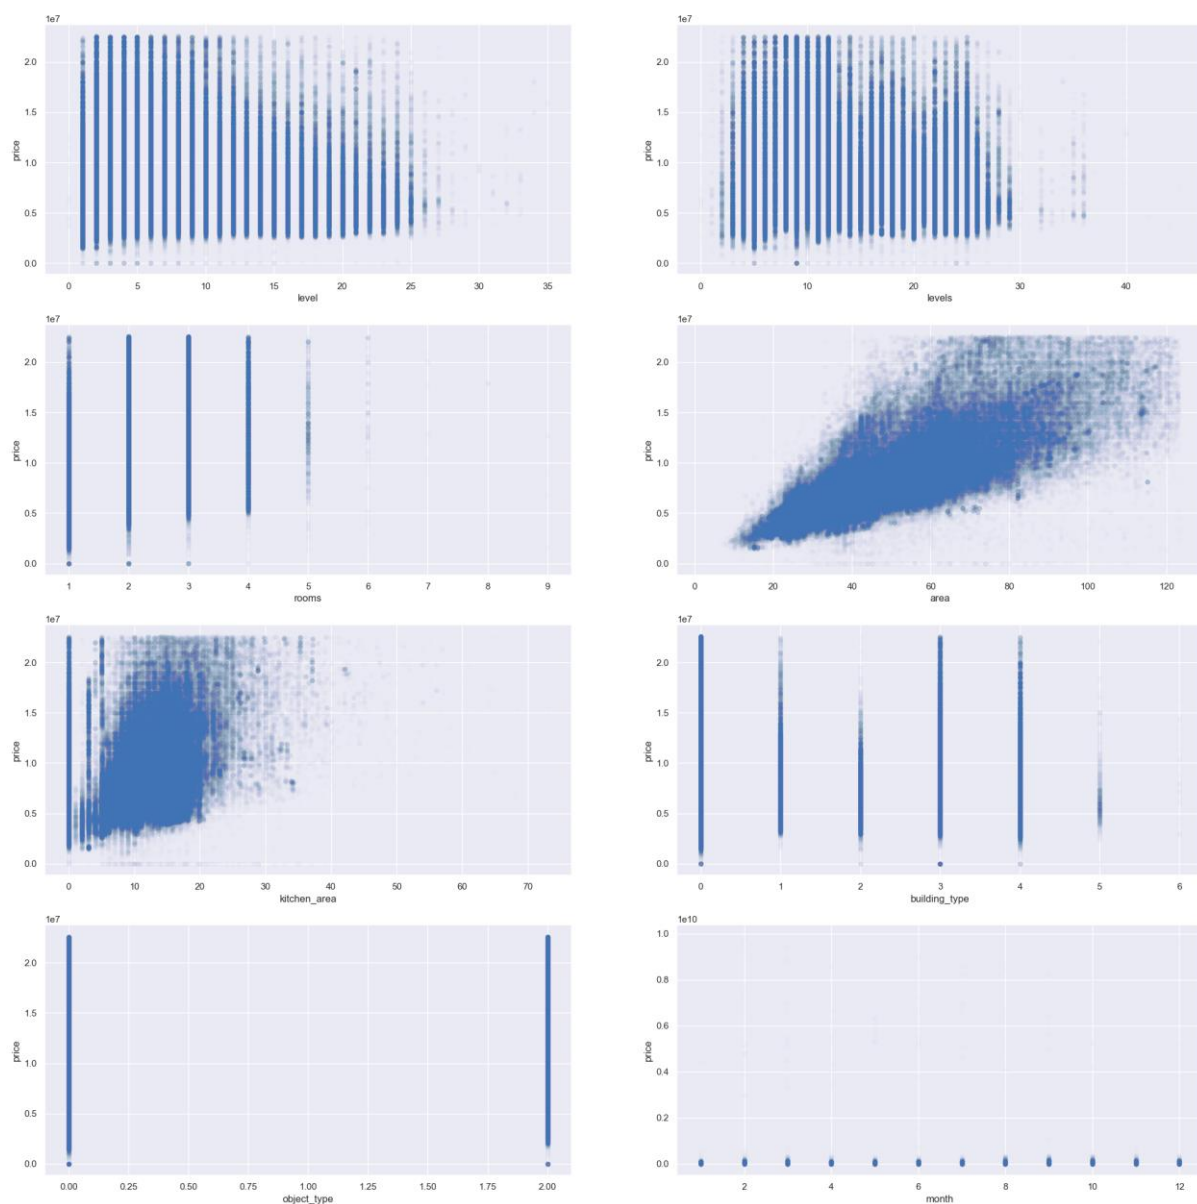 1e7
price
2.0
1.5
1.0
0.5
0.0
0 5 10 15 20 25 30 35
level
1e7
price
2.0
1.5
1.0
0.5
0.0
0 10 20 30 40
levels
1e7
price
2.0
1.5
1.0
0.5
0.0
1 2 3 4 5 6 7 8 9
rooms
1e7
price
2.0
1.5
1.0
0.5
0.0
0 20 40 60 80 100 120
area
1e7
price
2.0
1.5
1.0
0.5
0.0
0 10 20 30 40 50 60 70
kitchen_area
1e7
price
2.0
1.5
1.0
0.5
0.0
0 1 2 3 4 5 6
building_type
1e7
price
2.0
1.5
1.0
0.5
0.0
0.00 0.25 0.50 0.75 1.00 1.25 1.50 1.75 2.00
object_type
1e10
price
1.0
0.8
0.6
0.4
0.2
0.0
2 4 6 8 10 12
month